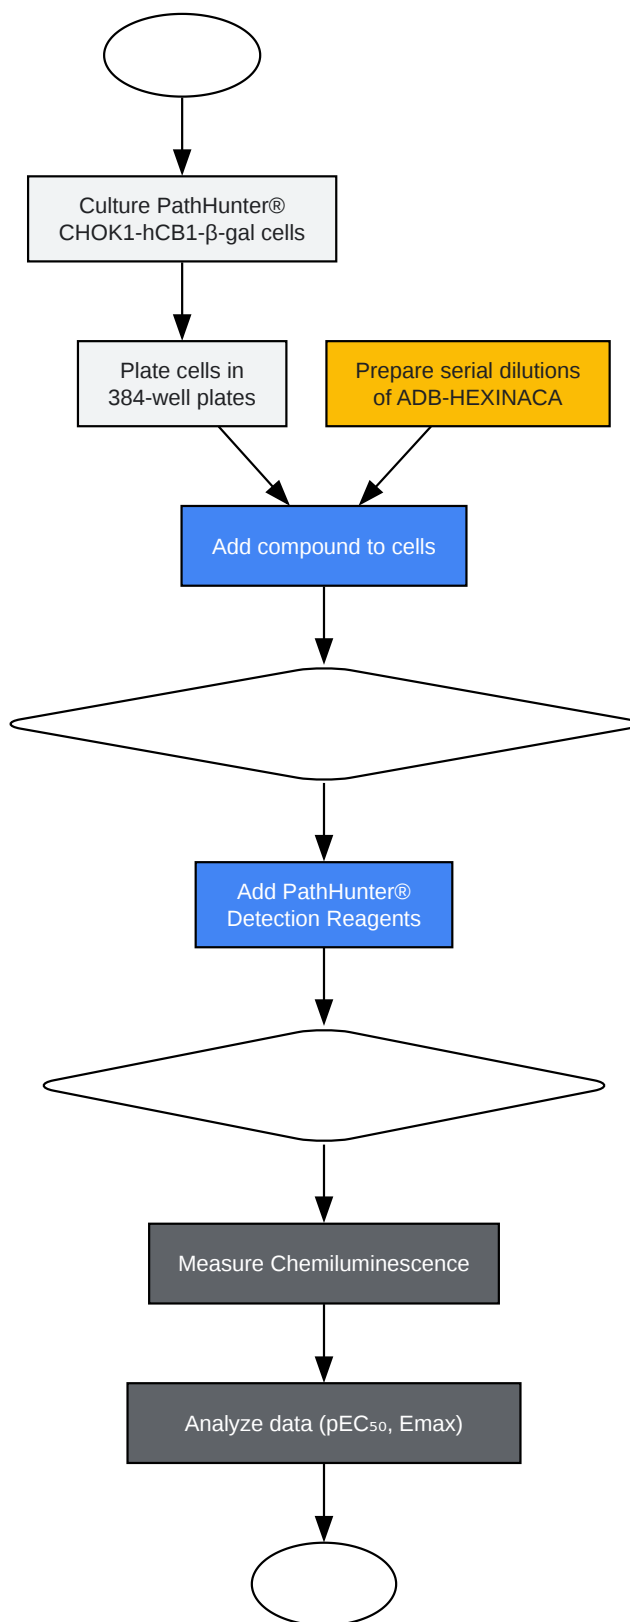 Culture PathHunter®
CHOK1-hCB1-β-gal cells
Plate cells in
384-well plates
Prepare serial dilutions
of ADB-HEXINACA
Add compound to cells
Add PathHunter®
Detection Reagents
Measure Chemiluminescence
Analyze data (pEC₅₀, Emax)